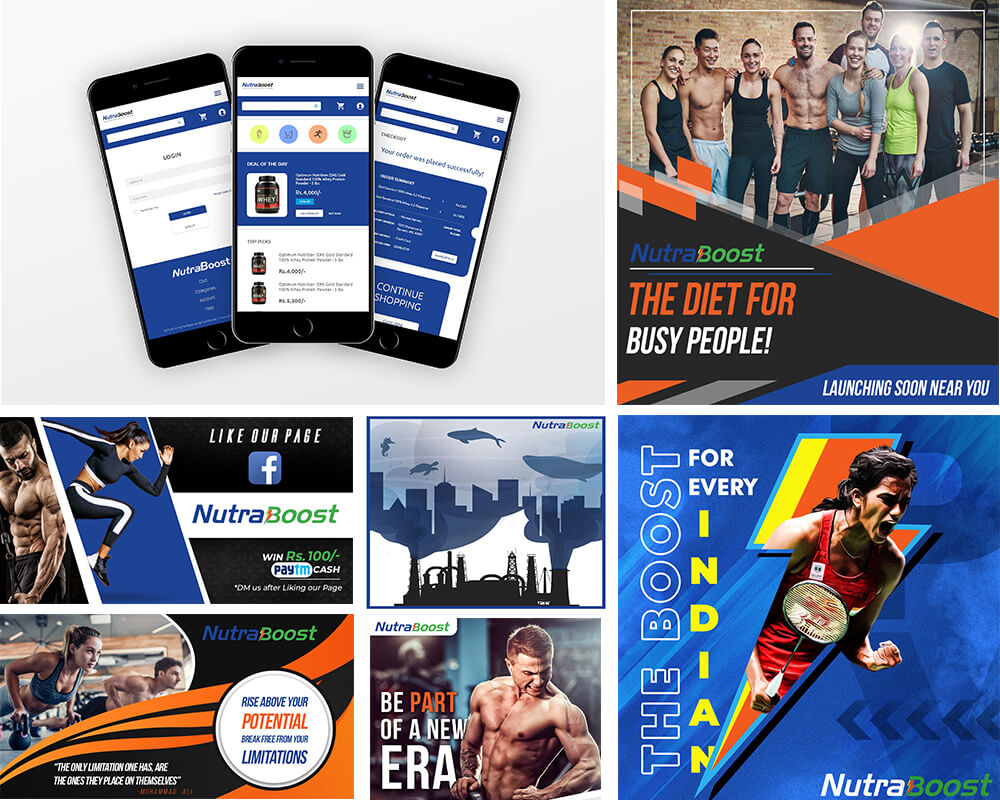 NutraBoost
LOGIN
LOGIN
NutraBoost
Cart
Categories
Account
Help
NutraBoost
DEAL OF THE DAY
Optimum Nutrition (ON) Gold
Standard 100% Whey Protein
Powder - 5 lbs
Rs.4,000/-
WHEY
TOP PICKS
Optimum Nutrition (ON) Gold Standard
100% Whey Protein Powder - 5 lbs
Rs.4,000/-
Optimum Nutrition (ON) Gold Standard
100% Whey Protein Powder - 5 lbs
Rs.5,300/-
NutraBoost
CHECKOUT
Your order was placed successfully!
ORDER SUMMARY
CONTINUE
SHOPPING
NutraBoost
THE DIET FOR
BUSY PEOPLE!
LAUNCHING SOON NEAR YOU
LIKE OUR PAGE
f
NutraBoost
WIN Rs.100/-
PAYTM CASH
*DM us after Liking our Page
NutraBoost
NutraBoost
RISE ABOVE YOUR
POTENTIAL
BREAK FREE FROM YOUR
LIMITATIONS
"THE ONLY LIMITATION ONE HAS, ARE
THE ONES THEY PLACE ON THEMSELVES"
-MOHAMMAD ALI
NutraBoost
BE PART
OF A NEW
ERA
THE BOOST
FOR
EVERY
INDIAN
NutraBoost